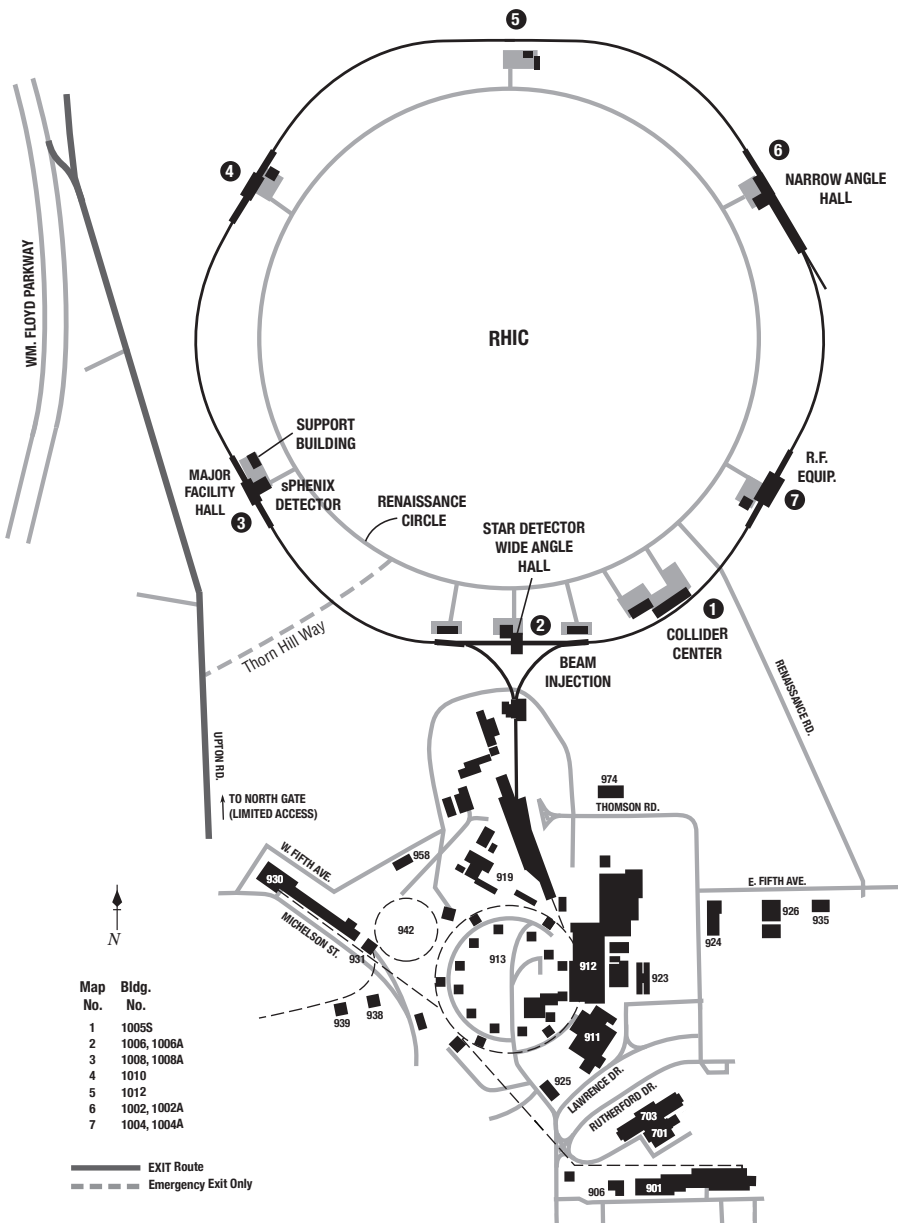 5
4
6
NARROW ANGLE
HALL
WM. FLOYD PARKWAY
RHIC
SUPPORT
BUILDING
MAJOR
FACILITY
HALL
sPHENIX
DETECTOR
3
R.F.
EQUIP.
7
RENAISSANCE
CIRCLE
STAR DETECTOR
WIDE ANGLE
HALL
1
COLLIDER
CENTER
2
BEAM
INJECTION
Thorn Hill Way
RENAISSANCE RD.
UPTON RD.
TO NORTH GATE
(LIMITED ACCESS)
974
THOMSON RD.
W. FIFTH AVE.
958
919
930
E. FIFTH AVE.
MICHELSON ST.
942
931
913
912
923
924
926
935
N
939
938
911
925
LAWRENCE DR.
RUTHERFORD DR.
703
701
906
901
Map Bldg.
No. No.
1 1005S
2 1006, 1006A
3 1008, 1008A
4 1010
5 1012
6 1002, 1002A
7 1004, 1004A
EXIT Route
Emergency Exit Only